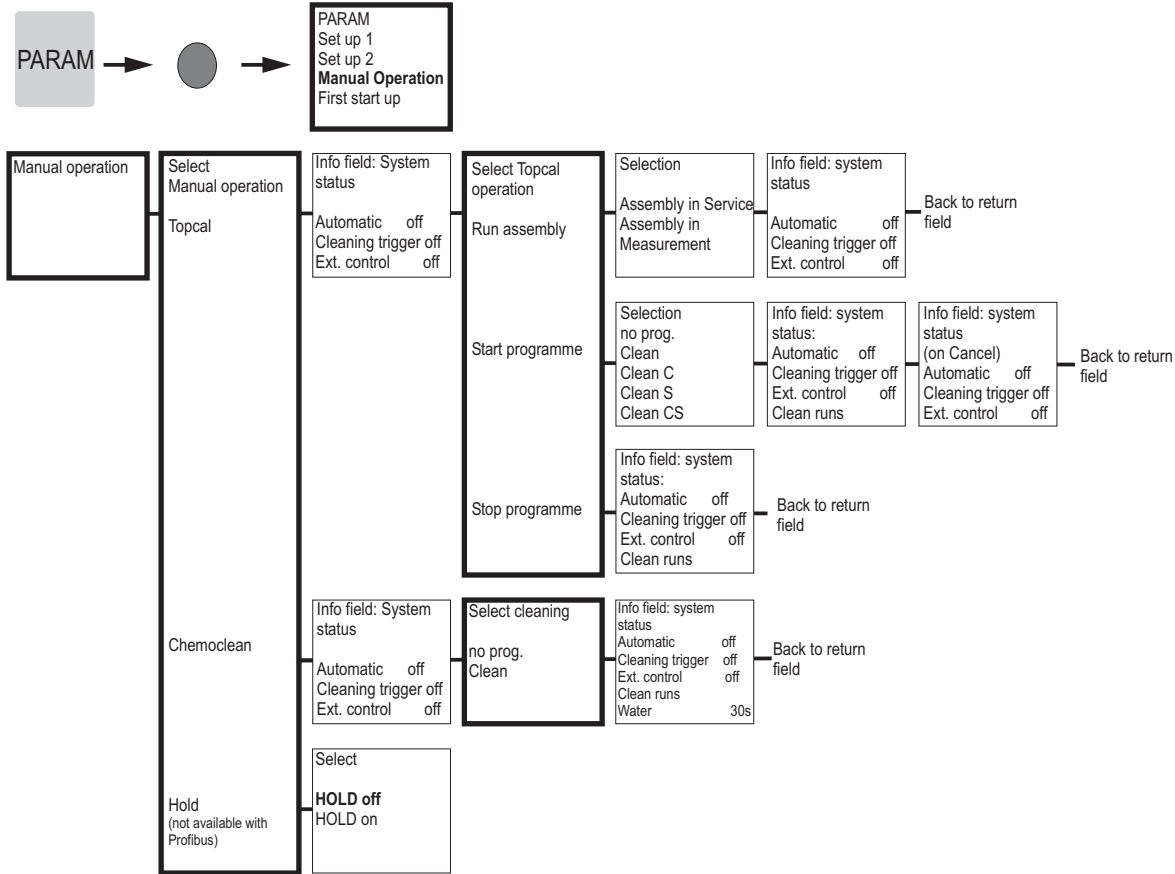 PARAM
PARAM
Set up 1
Set up 2
Manual Operation
First start up
Manual operation
Select
Manual operation
Topcal
Info field: System
status
Automatic off
Cleaning trigger off
Ext. control off
Select Topcal
operation
Run assembly
Selection
Assembly in Service
Assembly in
Measurement
Info field: system
status
Automatic off
Cleaning trigger off
Ext. control off
Back to return
field
Start programme
Selection
no prog.
Clean
Clean C
Clean S
Clean CS
Info field: system
status:
Automatic off
Cleaning trigger off
Ext. control off
Clean runs
Info field: system
status
(on Cancel)
Automatic off
Cleaning trigger off
Ext. control off
Back to return
field
Stop programme
Info field: system
status:
Automatic off
Cleaning trigger off
Ext. control off
Clean runs
Back to return
field
Chemoclean
Info field: System
status
Automatic off
Cleaning trigger off
Ext. control off
Select cleaning
no prog.
Clean
Info field: system
status
Automatic off
Cleaning trigger off
Ext. control off
Clean runs
Water 30s
Back to return
field
Hold
(not available with
Profibus)
Select
HOLD off
HOLD on